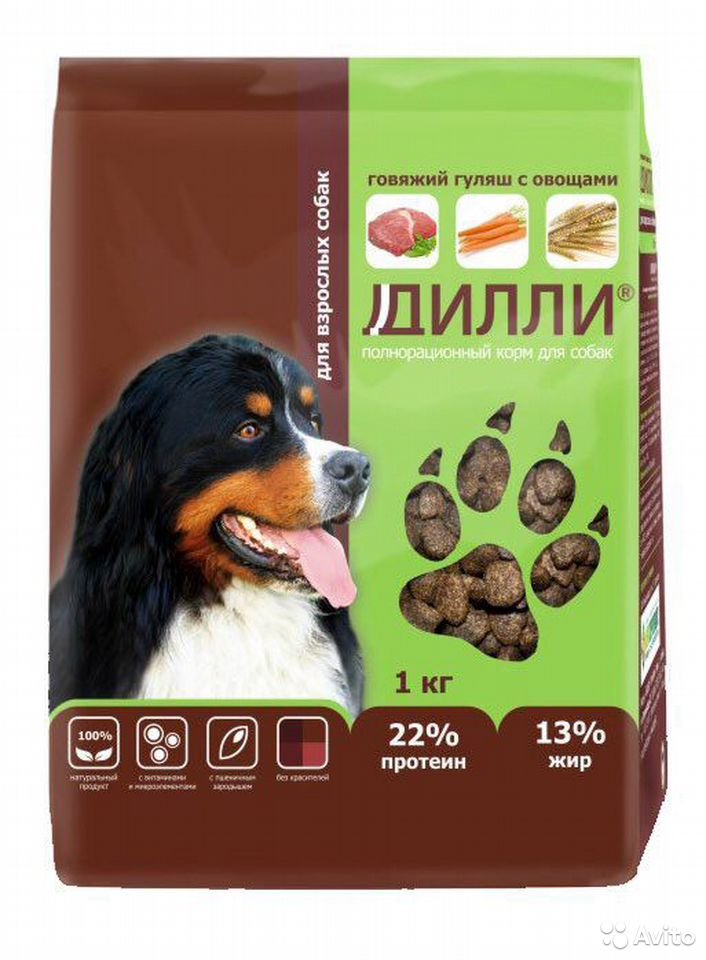 говяжий гуляш с овощами
для взрослых собак
ДИЛЛИ®
полнорационный корм для собак
1 кг
100%
натуральный
продукт
с витаминами
и микроэлементами
с пшеничным
зародышем
без красителей
22%
протеин
13%
жир
Avito